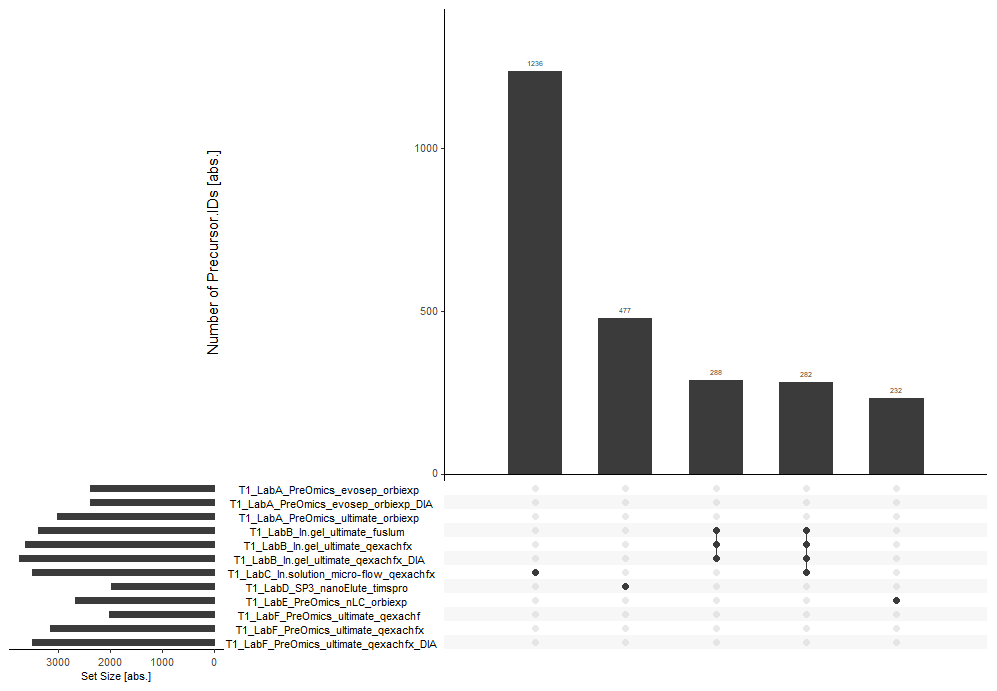 1236
477
288
282
232
Number of Precursor.IDs [abs.]
1000
500
0
T1_LabA_PreOmics_evosep_orbiexp
T1_LabA_PreOmics_evosep_orbiexp_DIA
T1_LabA_PreOmics_ultimate_orbiexp
T1_LabB_In.gel_ultimate_fuslum
T1_LabB_In.gel_ultimate_qexachfx
T1_LabB_In.gel_ultimate_qexachfx_DIA
T1_LabC_In.solution_micro-flow_qexachfx
T1_LabD_SP3_nanoElute_timspro
T1_LabE_PreOmics_nLC_orbiexp
T1_LabF_PreOmics_ultimate_qexachf
T1_LabF_PreOmics_ultimate_qexachfx
T1_LabF_PreOmics_ultimate_qexachfx_DIA
3000 2000 1000 0
Set Size [abs.]